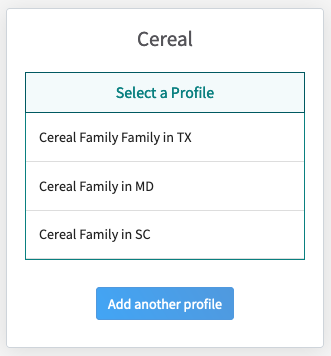 Cereal
Select a Profile
Cereal Family Family in TX
Cereal Family in MD
Cereal Family in SC
Add another profile